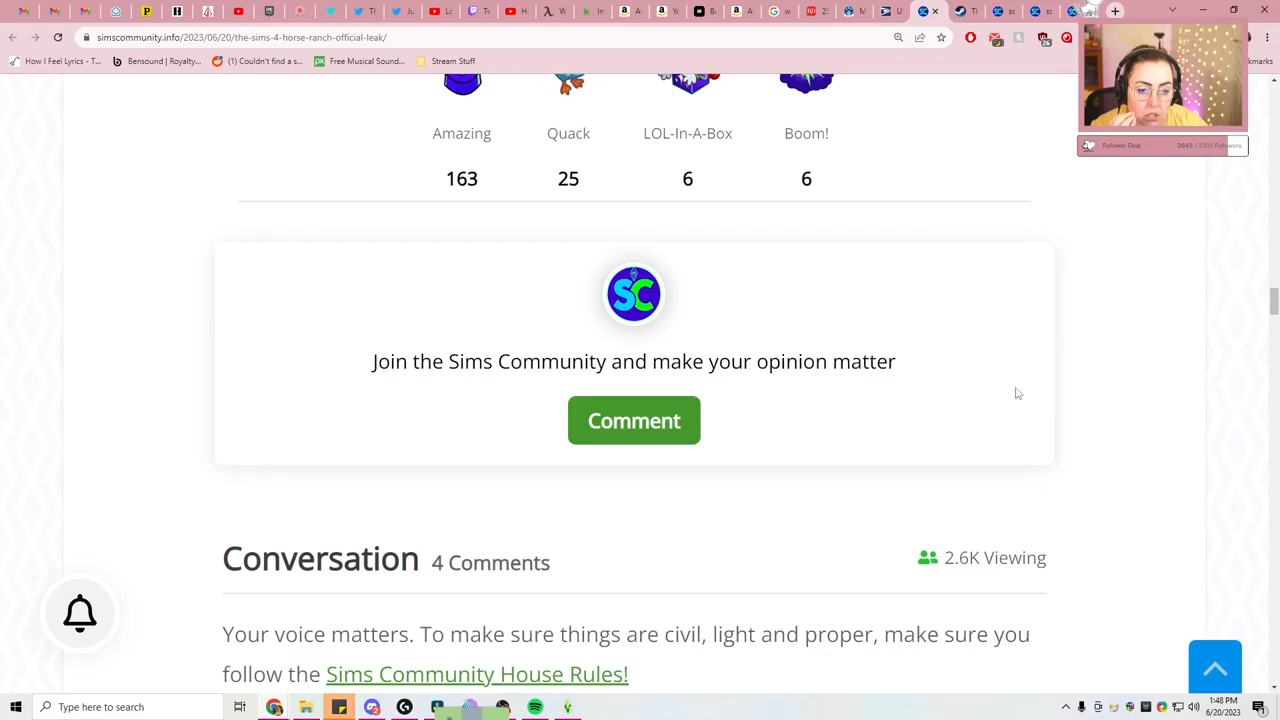 simscommunity.info/2023/06/20/the-sims-4-horse-ranch-official-leak/
How I Feel Lyrics - T...
Bensound | Royalty...
(1) Couldn't find a s...
Free Musical Soun...
Stream Stuff
kmarks
Follower Goal
Amazing
Quack
LOL-In-A-Box
Boom!
163
25
6
6
SC
Join the Sims Community and make your opinion matter
Comment
Conversation 4 Comments
2.6K Viewing
Your voice matters. To make sure things are civil, light and proper, make sure you
follow the Sims Community House Rules!
Type here to search
1:48 PM
6/20/2023